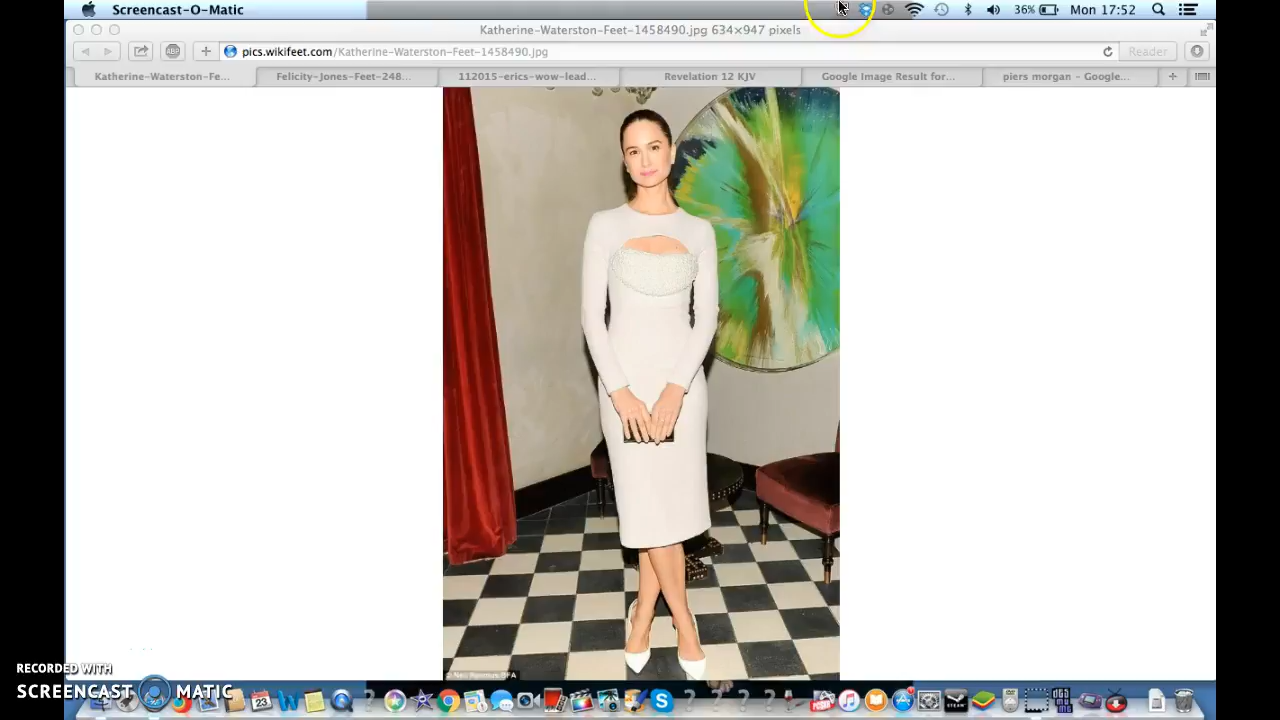 Screencast-O-Matic
36%
Mon 17:52
Katherine-Waterston-Feet-1458490.jpg 634×947 pixels
ABP
pics.wikifeet.com/Katherine-Waterston-Feet-1458490.jpg
Reader
Katherine-Waterston-Fe...
Felicity-Jones-Feet-248...
112015-erics-wow-lead...
Revelation 12 KJV
Google Image Result for...
piers morgan – Google...
RECORDED WITH
SCREENCAST MATIC
23